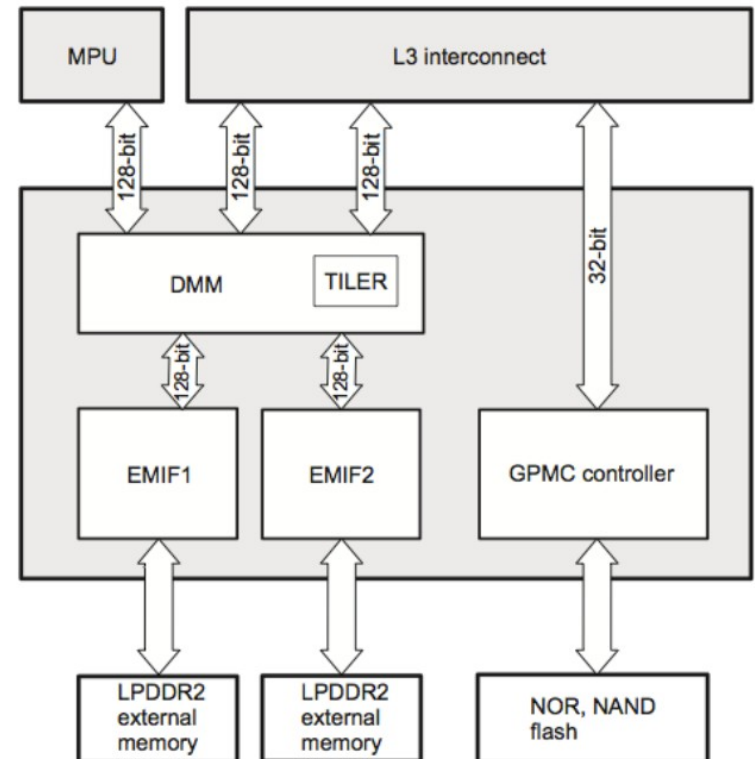 MPU
L3 interconnect
128-bit
128-bit
128-bit
32-bit
DMM
TILER
128-bit
128-bit
EMIF1
EMIF2
GPMC controller
LPDDR2
external
memory
LPDDR2
external
memory
NOR, NAND
flash